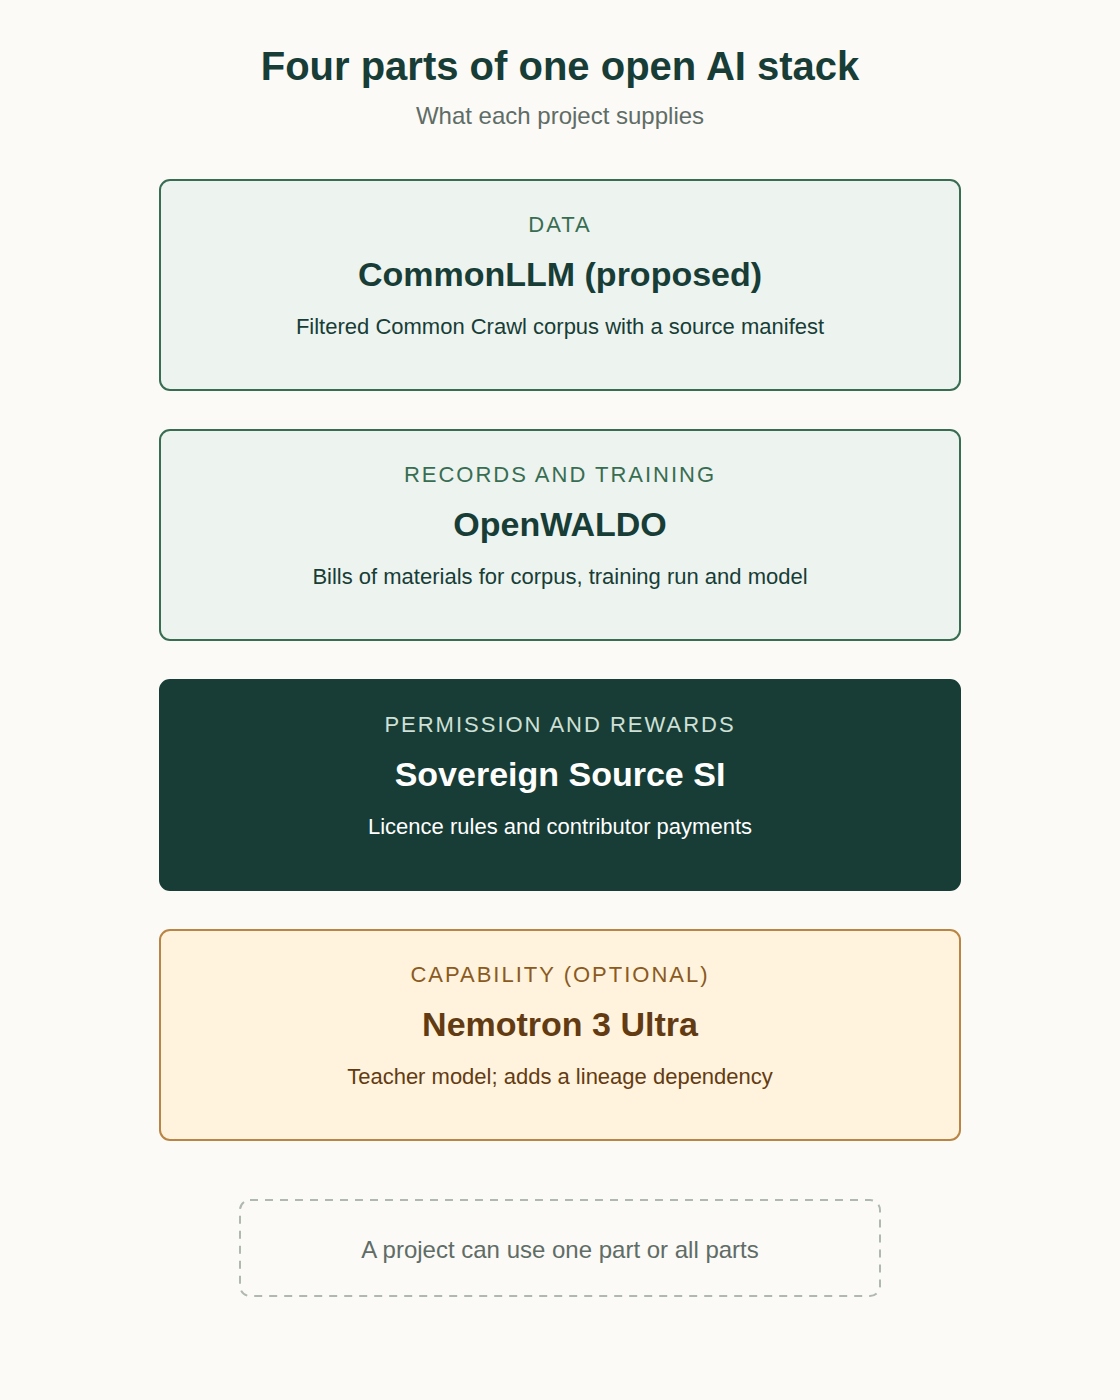 Four parts of one open AI stack
What each project supplies
DATA
CommonLLM (proposed)
Filtered Common Crawl corpus with a source manifest
RECORDS AND TRAINING
OpenWALDO
Bills of materials for corpus, training run and model
PERMISSION AND REWARDS
Sovereign Source SI
Licence rules and contributor payments
CAPABILITY (OPTIONAL)
Nemotron 3 Ultra
Teacher model; adds a lineage dependency
A project can use one part or all parts